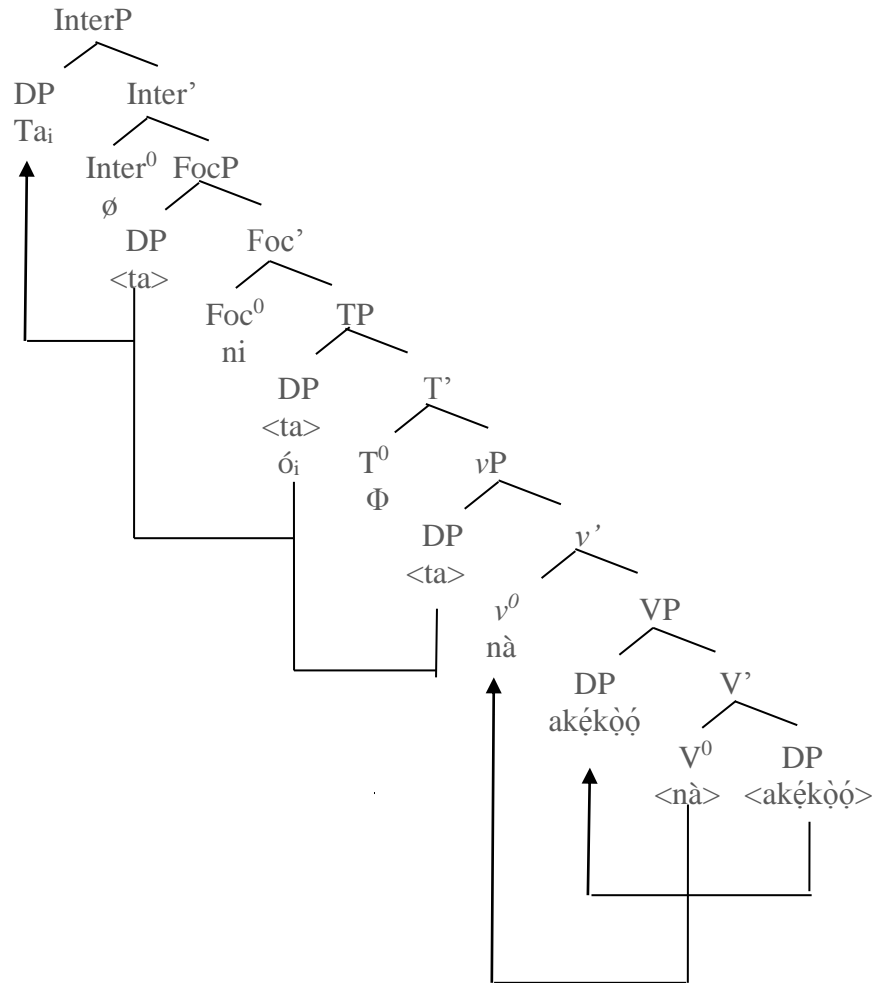 InterP
DP Inter’
Taᵢ
Inter⁰ FocP
ø
DP Foc’
<ta>
Foc⁰ TP
ni
DP T’
<ta>
óᵢ T⁰ vP
Φ
DP v’
<ta>
v⁰ VP
nà
DP V’
akẹ́kọ̀ọ́
V⁰ DP
<nà> <akẹ́kọ̀ọ́>